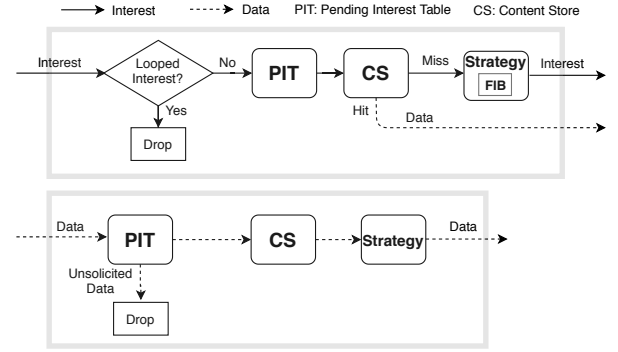 Interest Data PIT: Pending Interest Table CS: Content Store
Interest
Looped
Interest?
No
PIT
CS
Miss
Strategy
FIB
Interest
Yes
Drop
Hit
Data
Data
PIT
CS
Strategy
Data
Unsolicited
Data
Drop